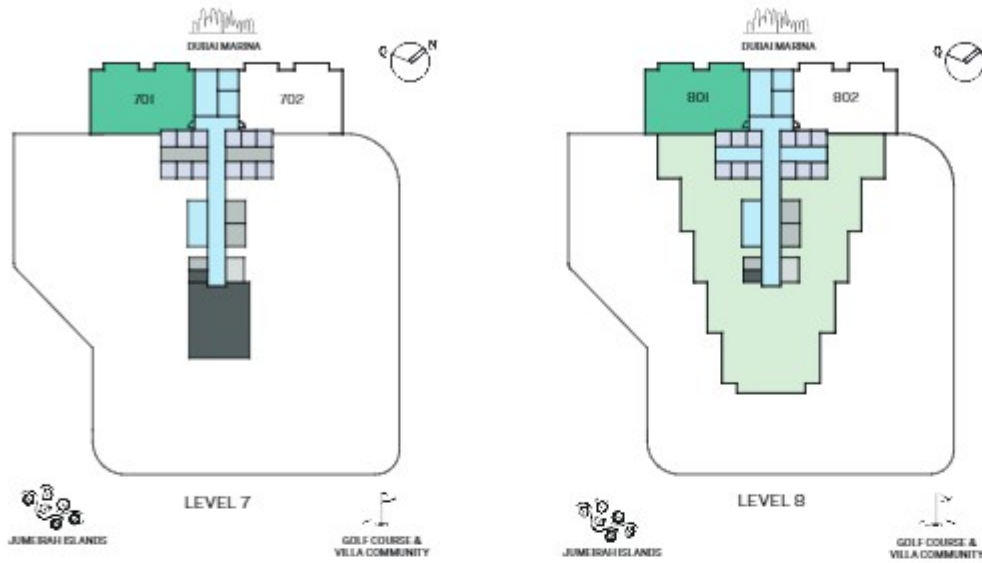 DUBAI MARINA
Q N
701
702
LEVEL 7
JUMEIRAH ISLANDS
GOLF COURSE &
VILLA COMMUNITY
DUBAI MARINA
Q
801
802
LEVEL 8
JUMEIRAH ISLANDS
GOLF COURSE &
VILLA COMMUNITY